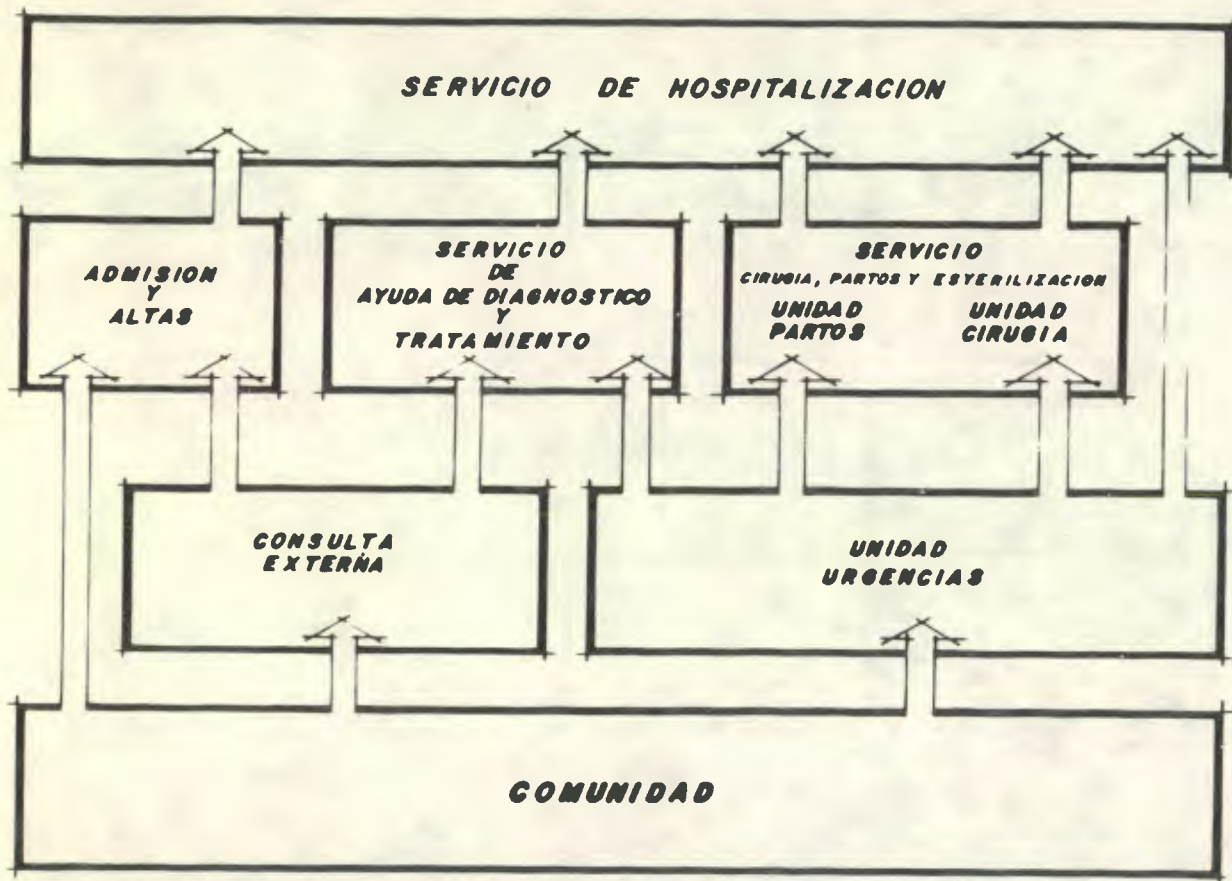 SERVICIO DE HOSPITALIZACION
ADMISION
Y
ALTAS
SERVICIO
DE
AYUDA DE DIAGNOSTICO
Y
TRATAMIENTO
SERVICIO
CIRUGIA, PARTOS Y ESYERILIZACION
UNIDAD
PARTOS
UNIDAD
CIRUGIA
CONSULTA
EXTERNA
UNIDAD
URGENCIAS
COMUNIDAD